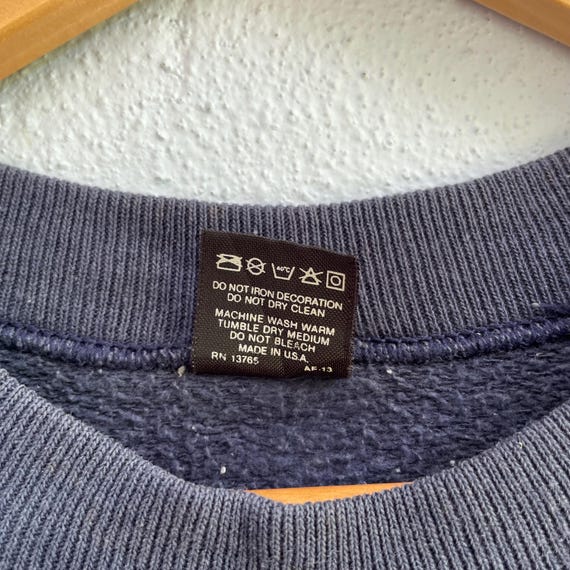 40°C
DO NOT IRON DECORATION
DO NOT DRY CLEAN
MACHINE WASH WARM
TUMBLE DRY MEDIUM
DO NOT BLEACH
MADE IN U.S.A.
RN 13765 AF-13